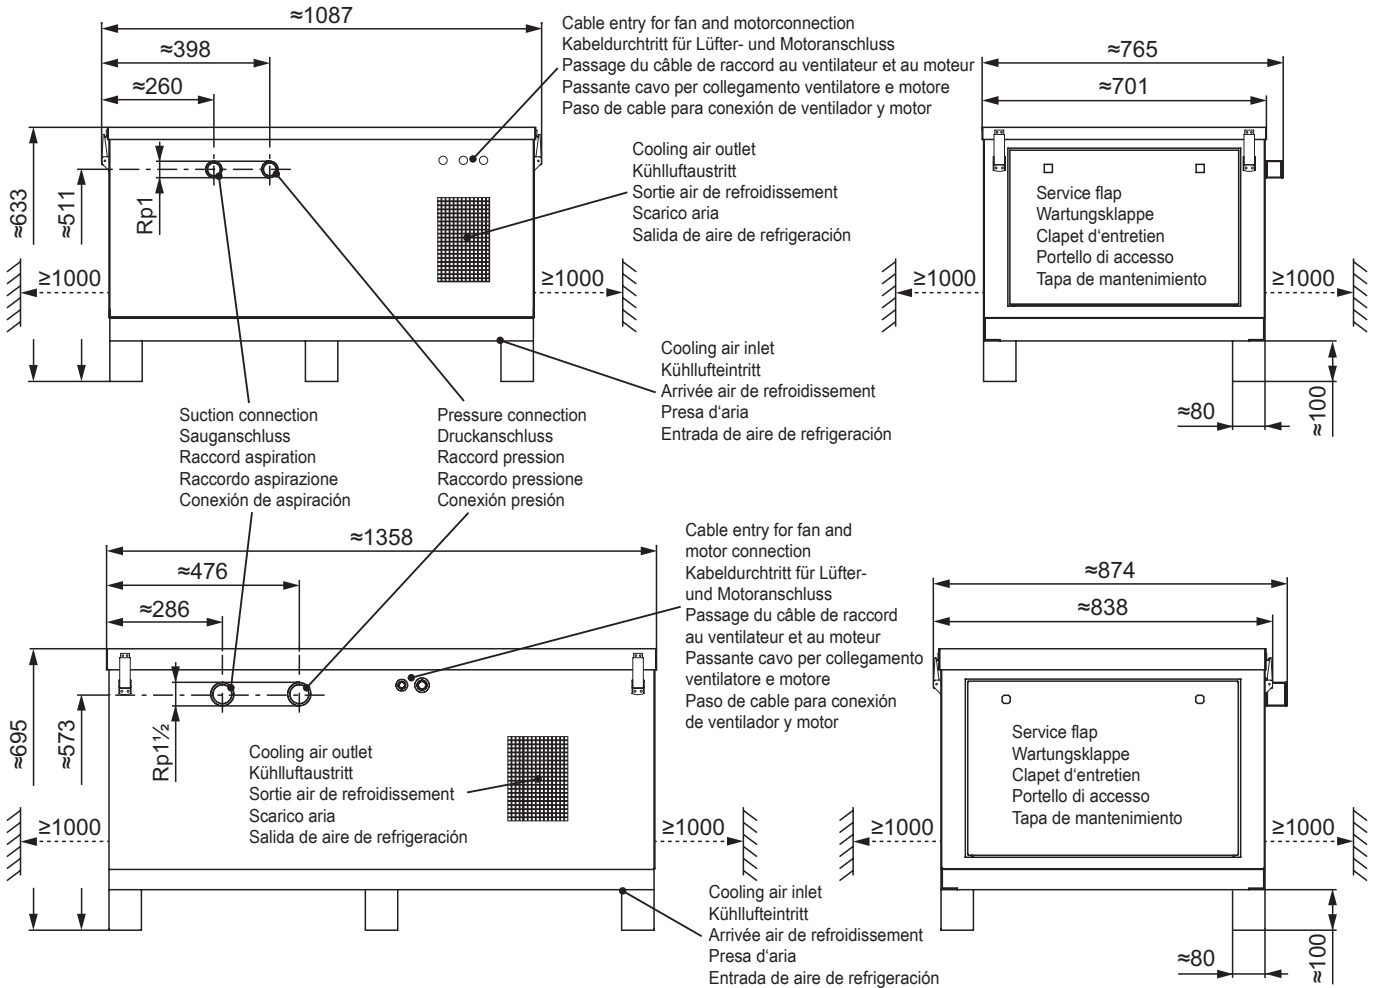 ≈1087
≈398
≈260
≈633
≈511
Rp1
≥1000
≥1000
Cable entry for fan and motorconnection
Kabeldurchtritt für Lüfter- und Motoranschluss
Passage du câble de raccord au ventilateur et au moteur
Passante cavo per collegamento ventilatore e motore
Paso de cable para conexión de ventilador y motor
Cooling air outlet
Kühlluftaustritt
Sortie air de refroidissement
Scarico aria
Salida de aire de refrigeración
Cooling air inlet
Kühllufteintritt
Arrivée air de refroidissement
Presa d‘aria
Entrada de aire de refrigeración
≈765
≈701
Service flap
Wartungsklappe
Clapet d‘entretien
Portello di accesso
Tapa de mantenimiento
≥1000
≥1000
≈80
≈100
Suction connection
Sauganschluss
Raccord aspiration
Raccordo aspirazione
Conexión de aspiración
Pressure connection
Druckanschluss
Raccord pression
Raccordo pressione
Conexión presión
≈1358
≈476
≈286
≈695
≈573
Rp1½
≥1000
≥1000
Cable entry for fan and
motor connection
Kabeldurchtritt für Lüfter-
und Motoranschluss
Passage du câble de raccord
au ventilateur et au moteur
Passante cavo per collegamento
ventilatore e motore
Paso de cable para conexión
de ventilador y motor
Cooling air outlet
Kühlluftaustritt
Sortie air de refroidissement
Scarico aria
Salida de aire de refrigeración
Cooling air inlet
Kühllufteintritt
Arrivée air de refroidissement
Presa d‘aria
Entrada de aire de refrigeración
≈874
≈838
Service flap
Wartungsklappe
Clapet d‘entretien
Portello di accesso
Tapa de mantenimiento
≥1000
≥1000
≈80
≈100